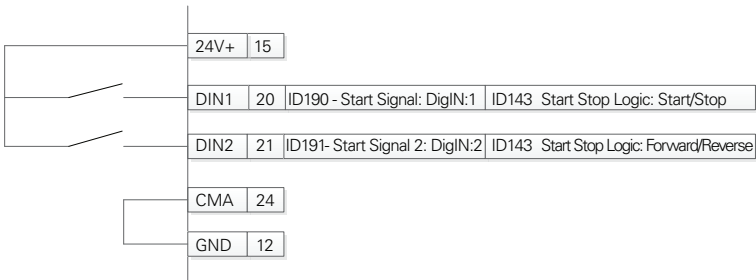 24V+ 15
DIN1 20 ID190 - Start Signal: DigIN:1 ID143 Start Stop Logic: Start/Stop
DIN2 21 ID191- Start Signal 2: DigIN:2 ID143 Start Stop Logic: Forward/Reverse
CMA 24
GND 12